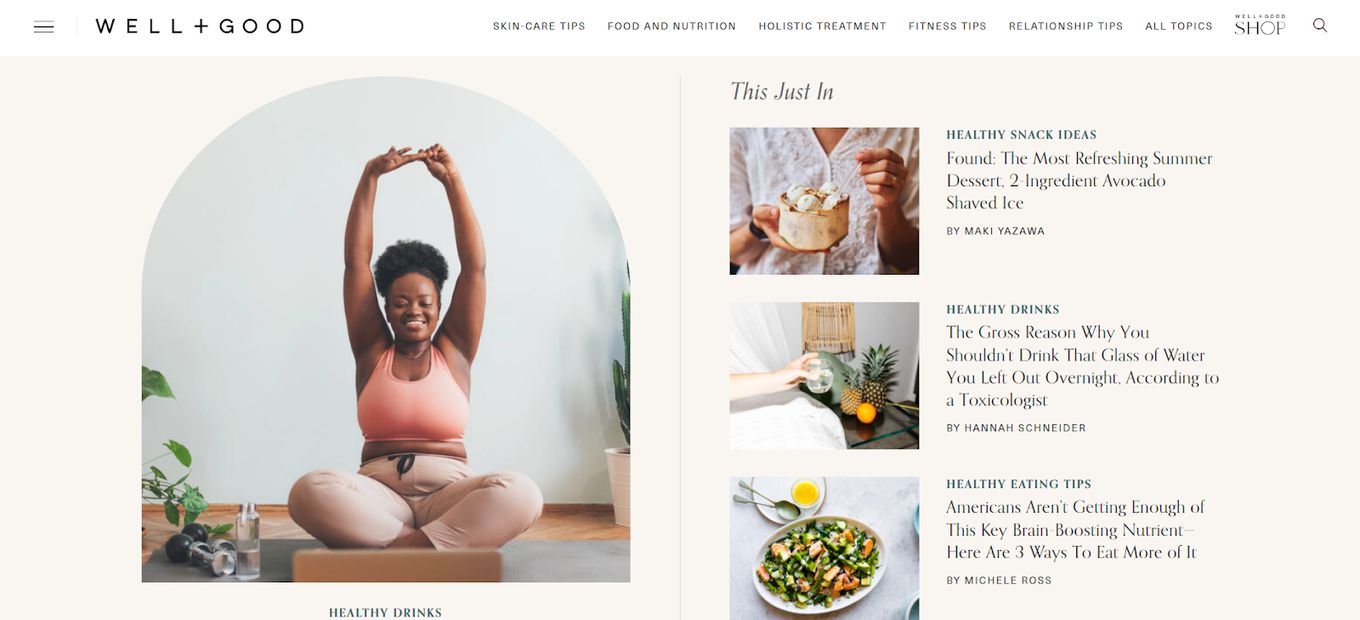 WELL+GOOD
SKIN-CARE TIPS
FOOD AND NUTRITION
HOLISTIC TREATMENT
FITNESS TIPS
RELATIONSHIP TIPS
ALL TOPICS
WELL+GOOD
SHOP
This Just In
HEALTHY SNACK IDEAS
Found: The Most Refreshing Summer
Dessert, 2-Ingredient Avocado
Shaved Ice
BY MAKI YAZAWA
HEALTHY DRINKS
The Gross Reason Why You
Shouldn't Drink That Glass of Water
You Left Out Overnight, According to
a Toxicologist
BY HANNAH SCHNEIDER
HEALTHY EATING TIPS
Americans Aren't Getting Enough of
This Key Brain-Boosting Nutrient—
Here Are 3 Ways To Eat More of It
BY MICHELE ROSS
HEALTHY DRINKS